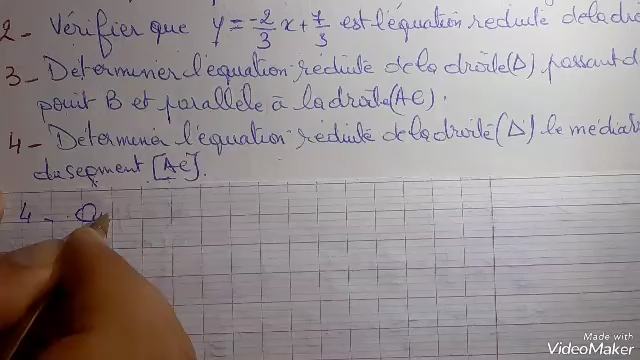 2- Vérifier que y = -2/3 x + 7/3 est l'équation réduite de la
3- Déterminer l'équation réduite de la droite (Δ) passant
point B et parallèle à la droite (AC).
4- Déterminer l'équation réduite de la droite (Δ) le
du segment [AC].
4-
Made with
VideoMaker